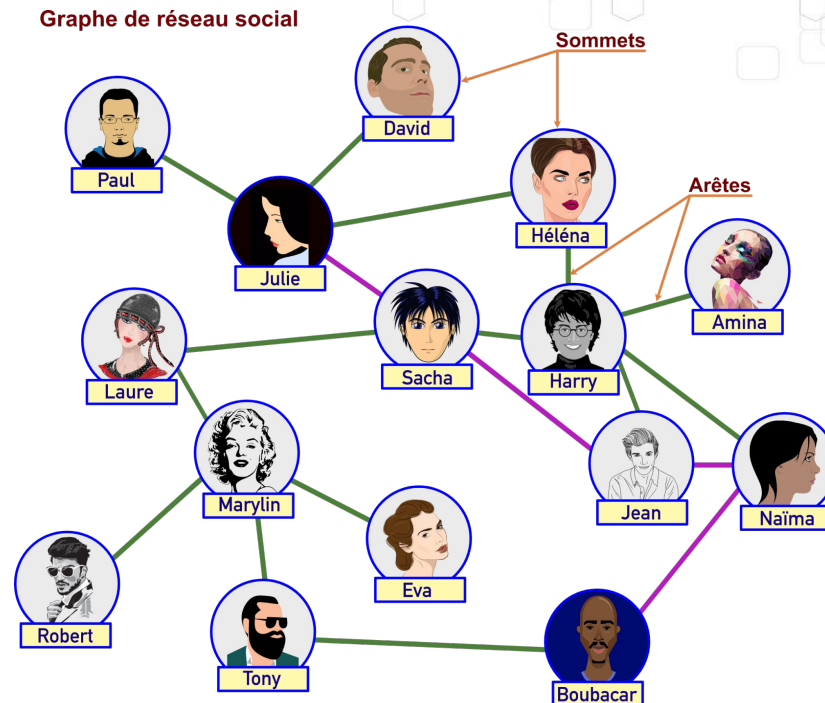 Graphe de réseau social
Sommets
David
Paul
Arêtes
Héléna
Julie
Amina
Sacha
Harry
Laure
Marylin
Jean
Naïma
Eva
Robert
Tony
Boubacar